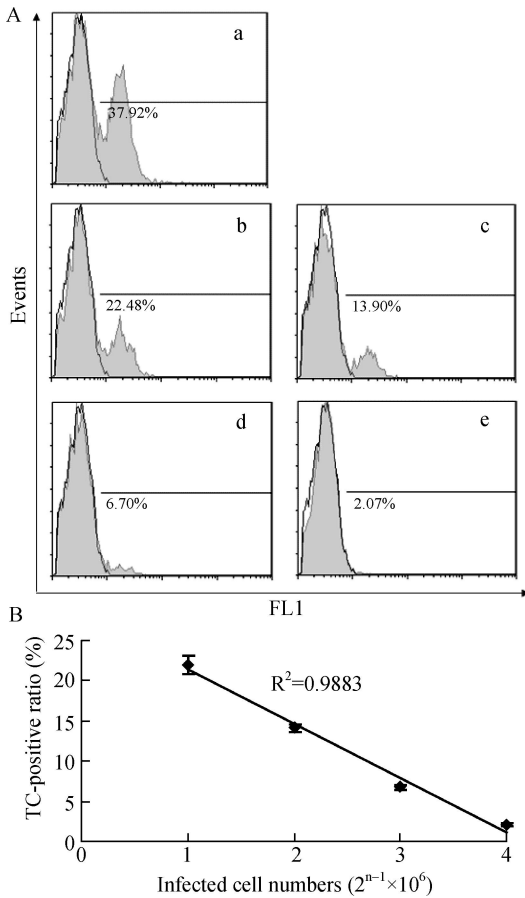 A
a
37.92%
b
22.48%
c
13.90%
d
6.70%
e
2.07%
Events
FL1
B
TC-positive ratio (%)
25
20
15
10
5
0
R²=0.9883
0 1 2 3 4
Infected cell numbers (2ⁿ⁻¹×10⁶)